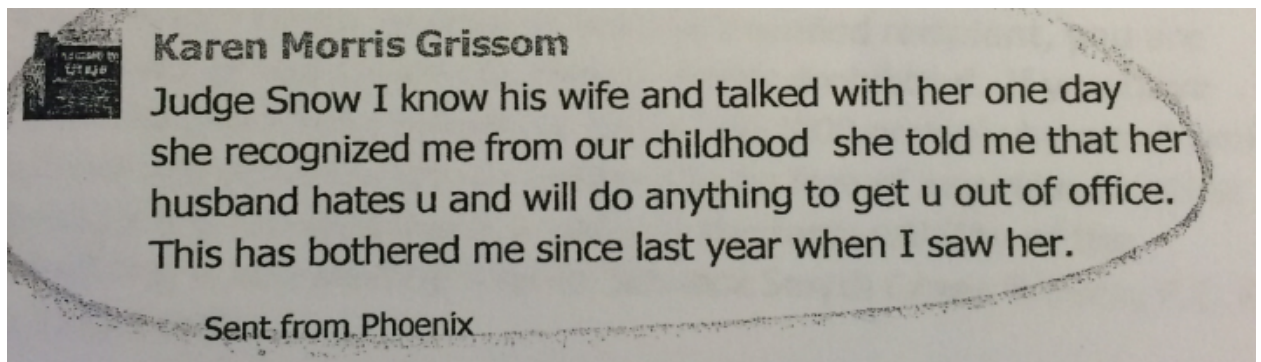 Karen Morris Grissom
Judge Snow I know his wife and talked with her one day
she recognized me from our childhood  she told me that her
husband hates u and will do anything to get u out of office.
This has bothered me since last year when I saw her.
Sent from Phoenix